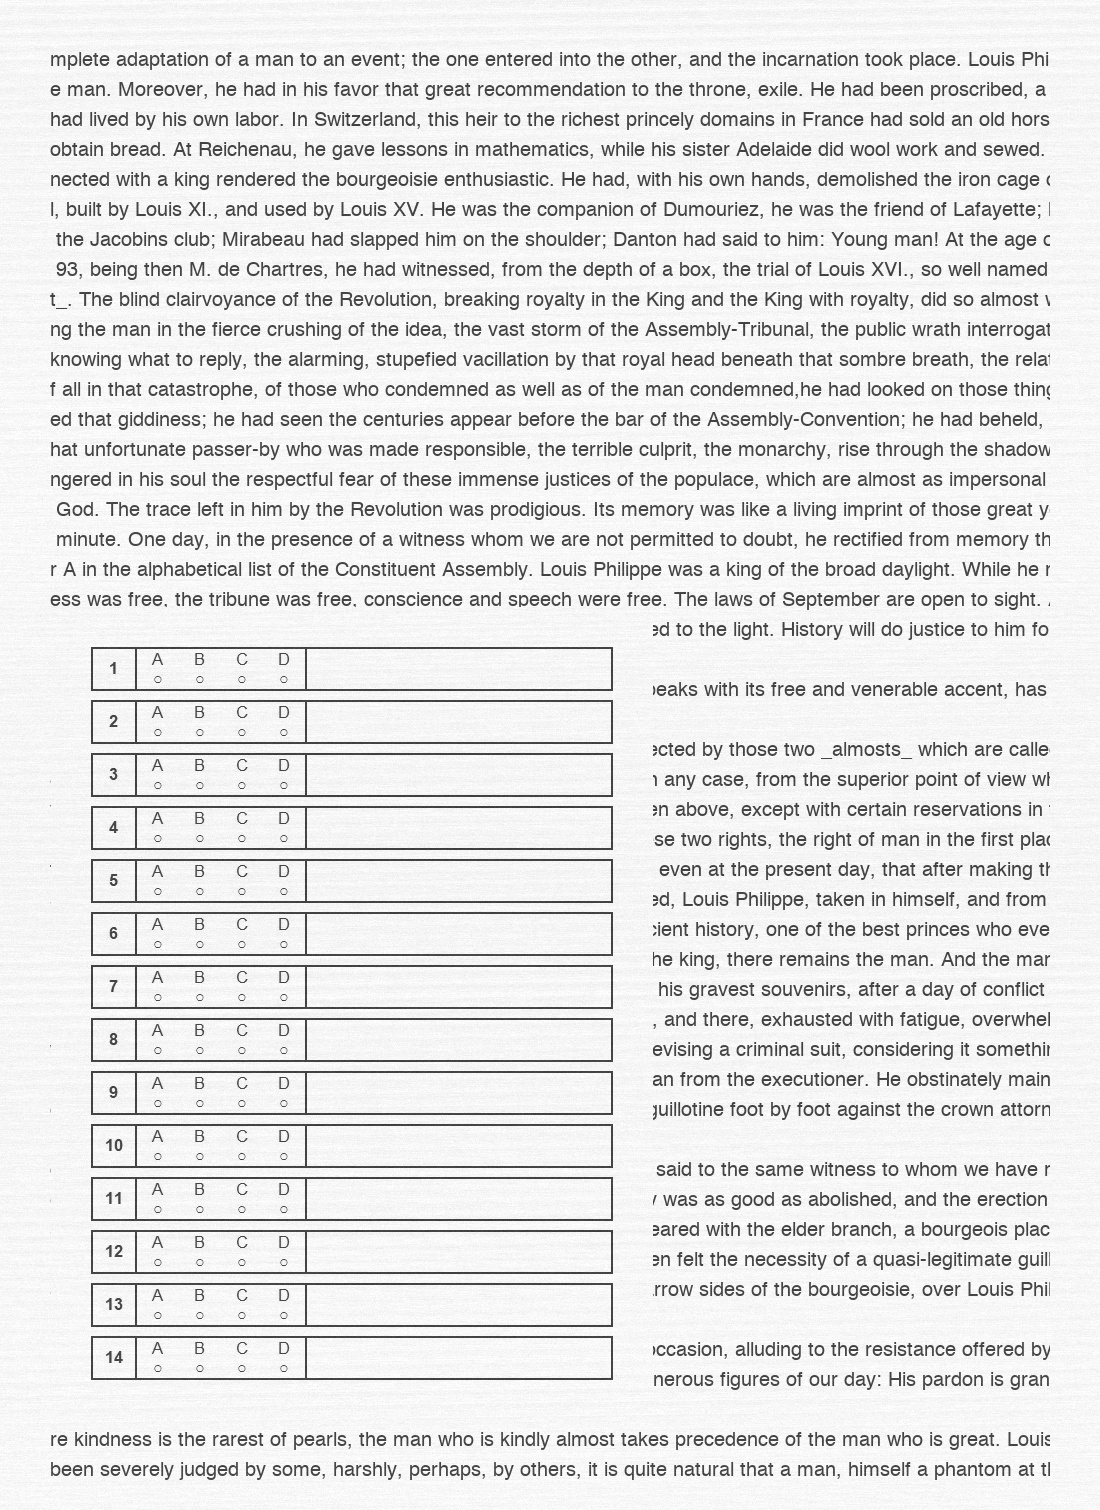 mplete adaptation of a man to an event; the one entered into the other, and the incarnation took place. Louis Phi
e man. Moreover, he had in his favor that great recommendation to the throne, exile. He had been proscribed, a
had lived by his own labor. In Switzerland, this heir to the richest princely domains in France had sold an old hors
obtain bread. At Reichenau, he gave lessons in mathematics, while his sister Adelaide did wool work and sewed.
nected with a king rendered the bourgeoisie enthusiastic. He had, with his own hands, demolished the iron cage
l, built by Louis XI., and used by Louis XV. He was the companion of Dumouriez, he was the friend of Lafayette;
the Jacobins club; Mirabeau had slapped him on the shoulder; Danton had said to him: Young man! At the age
93, being then M. de Chartres, he had witnessed, from the depth of a box, the trial of Louis XVI., so well named
t_. The blind clairvoyance of the Revolution, breaking royalty in the King and the King with royalty, did so almost
ng the man in the fierce crushing of the idea, the vast storm of the Assembly-Tribunal, the public wrath interrogat
knowing what to reply, the alarming, stupefied vacillation by that royal head beneath that sombre breath, the relat
f all in that catastrophe, of those who condemned as well as of the man condemned,he had looked on those thing
ed that giddiness; he had seen the centuries appear before the bar of the Assembly-Convention; he had beheld,
hat unfortunate passer-by who was made responsible, the terrible culprit, the monarchy, rise through the shadow
ngered in his soul the respectful fear of these immense justices of the populace, which are almost as impersonal
God. The trace left in him by the Revolution was prodigious. Its memory was like a living imprint of those great y
minute. One day, in the presence of a witness whom we are not permitted to doubt, he rectified from memory th
r A in the alphabetical list of the Constituent Assembly. Louis Philippe was a king of the broad daylight. While he r
ess was free, the tribune was free, conscience and speech were free. The laws of September are open to sight.
ed to the light. History will do justice to him fo
1 A B C D
peaks with its free and venerable accent, has
2 A B C D
ected by those two _almosts_ which are calle
3 A B C D
n any case, from the superior point of view wh
en above, except with certain reservations in
4 A B C D
se two rights, the right of man in the first plac
even at the present day, that after making th
5 A B C D
ed, Louis Philippe, taken in himself, and from
cient history, one of the best princes who eve
6 A B C D
he king, there remains the man. And the man
7 A B C D
his gravest souvenirs, after a day of conflict
, and there, exhausted with fatigue, overwhel
8 A B C D
evising a criminal suit, considering it somethin
an from the executioner. He obstinately main
9 A B C D
guillotine foot by foot against the crown attorn
10 A B C D
said to the same witness to whom we have r
11 A B C D
y was as good as abolished, and the erection
eared with the elder branch, a bourgeois plac
12 A B C D
en felt the necessity of a quasi-legitimate guil
rrow sides of the bourgeoisie, over Louis Phil
13 A B C D
occasion, alluding to the resistance offered by
14 A B C D
nerous figures of our day: His pardon is gran
re kindness is the rarest of pearls, the man who is kindly almost takes precedence of the man who is great. Louis
been severely judged by some, harshly, perhaps, by others, it is quite natural that a man, himself a phantom at t